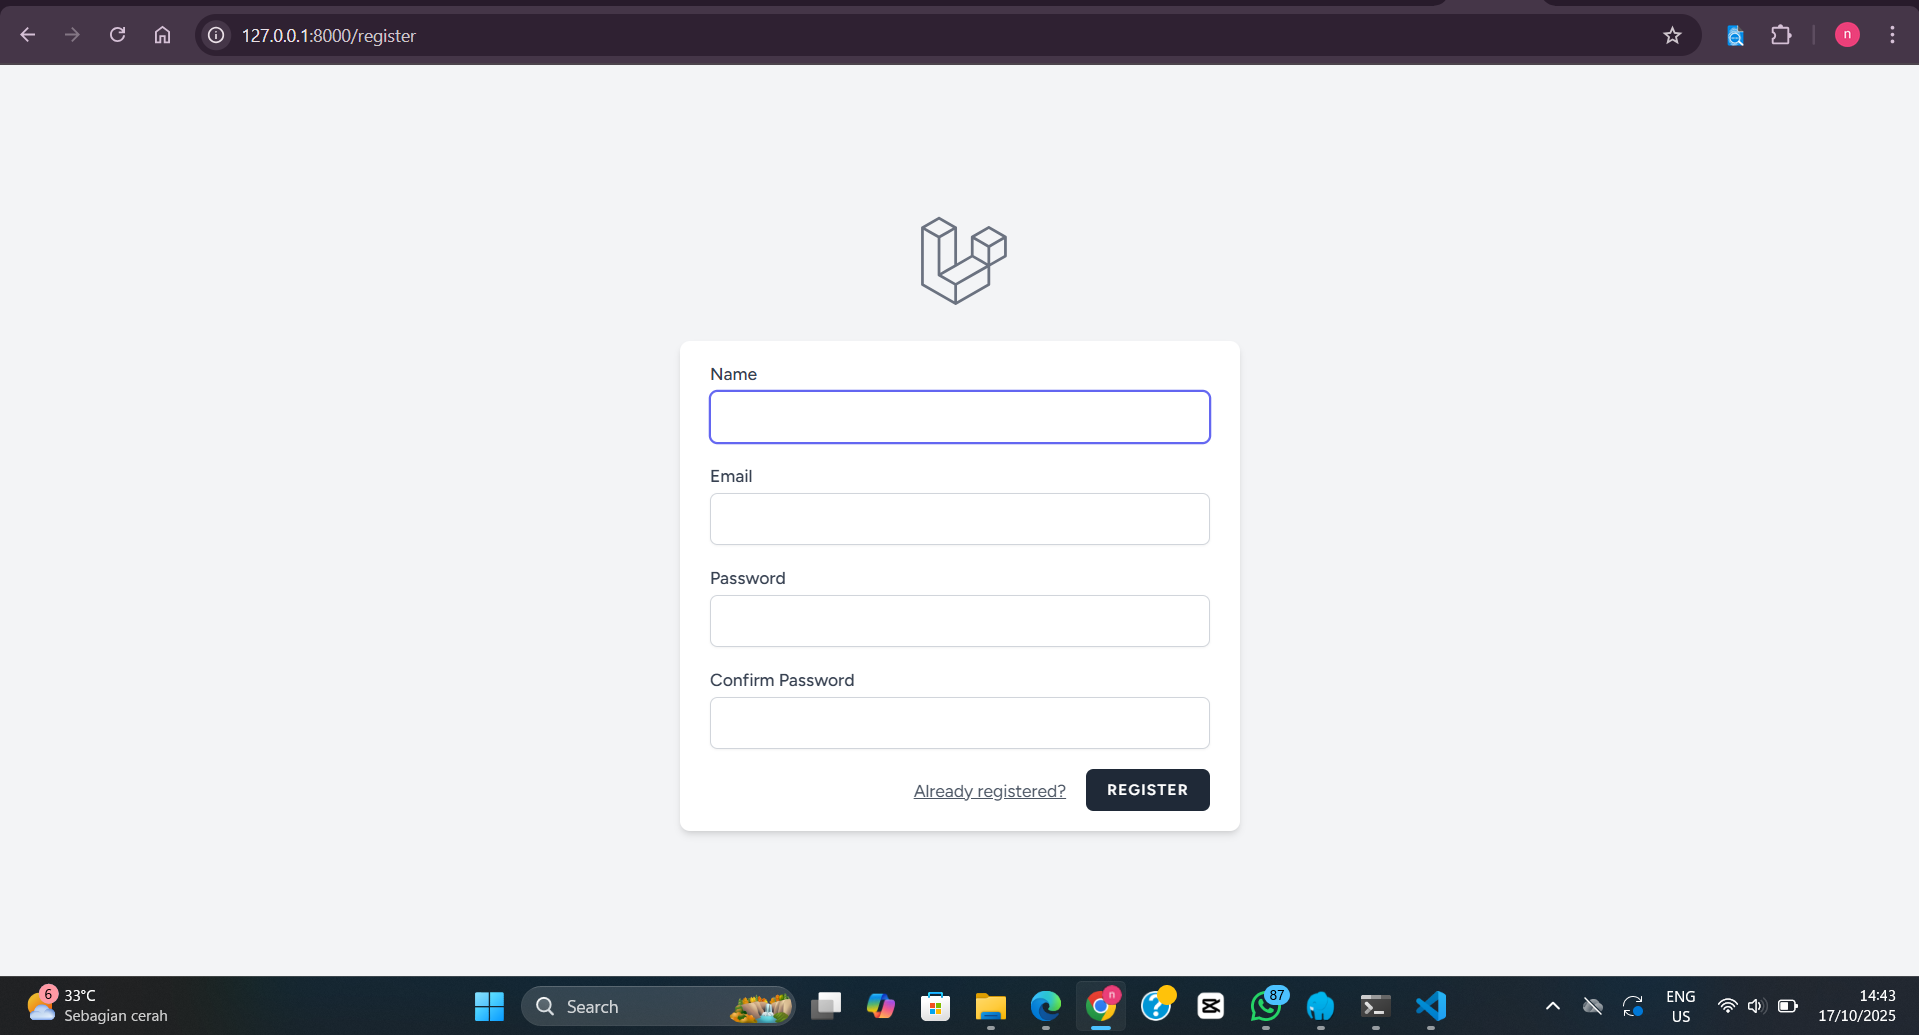 127.0.0.1:8000/register
n
Name
Email
Password
Confirm Password
Already registered?
REGISTER
6
33°C
Sebagian cerah
Search
n
87
ENG
US
14:43
17/10/2025